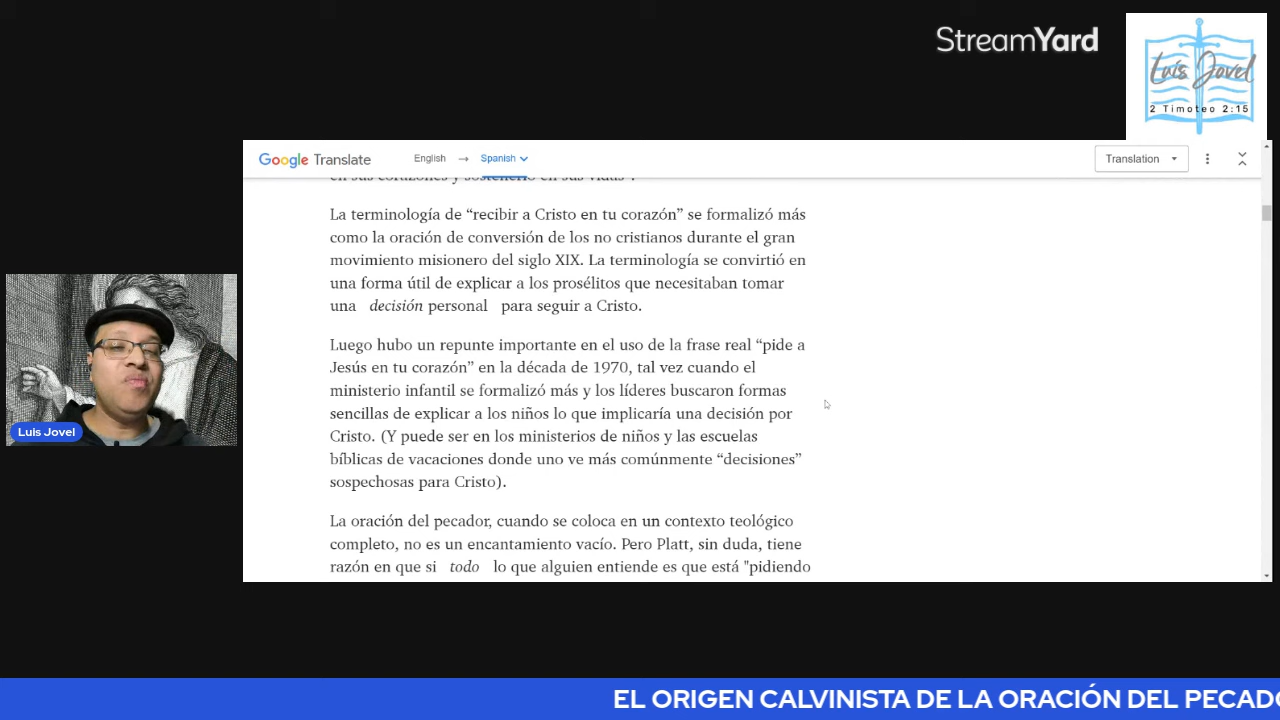 StreamYard
Luis Jovel
2 Timoteo 2:15
Google Translate
English → Spanish
Translation
en sus corazones y sostenerlo en sus vidas".
La terminología de “recibir a Cristo en tu corazón” se formalizó más
como la oración de conversión de los no cristianos durante el gran
movimiento misionero del siglo XIX. La terminología se convirtió en
una forma útil de explicar a los prosélitos que necesitaban tomar
una decisión personal para seguir a Cristo.
Luego hubo un repunte importante en el uso de la frase real “pide a
Jesús en tu corazón” en la década de 1970, tal vez cuando el
ministerio infantil se formalizó más y los líderes buscaron formas
sencillas de explicar a los niños lo que implicaría una decisión por
Cristo. (Y puede ser en los ministerios de niños y las escuelas
bíblicas de vacaciones donde uno ve más comúnmente “decisiones”
sospechosas para Cristo).
La oración del pecador, cuando se coloca en un contexto teológico
completo, no es un encantamiento vacío. Pero Platt, sin duda, tiene
razón en que si todo lo que alguien entiende es que está "pidiendo
Luis Jovel
EL ORIGEN CALVINISTA DE LA ORACIÓN DEL PECADO